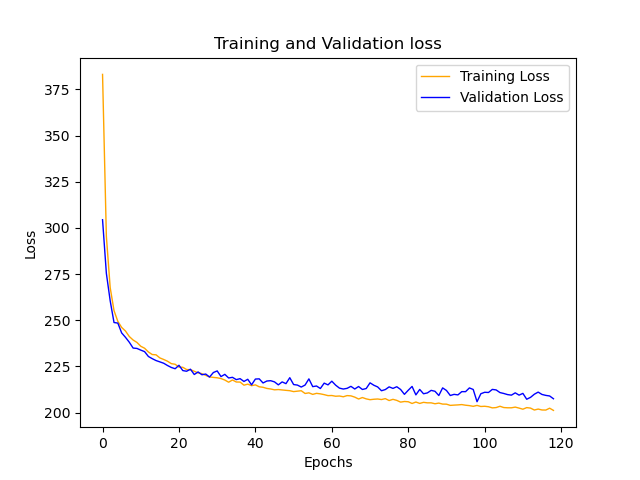 Training and Validation loss
Training Loss
Validation Loss
375
350
325
300
275
250
225
200
Loss
0 20 40 60 80 100 120
Epochs